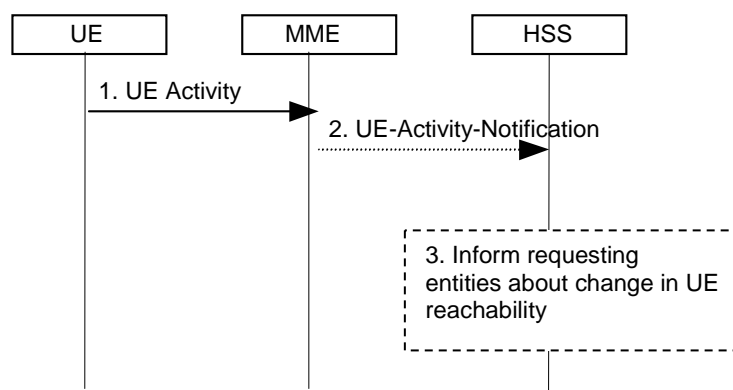 UE
MME
HSS
1. UE Activity
2. UE-Activity-Notification
3. Inform requesting
entities about change in UE
reachability